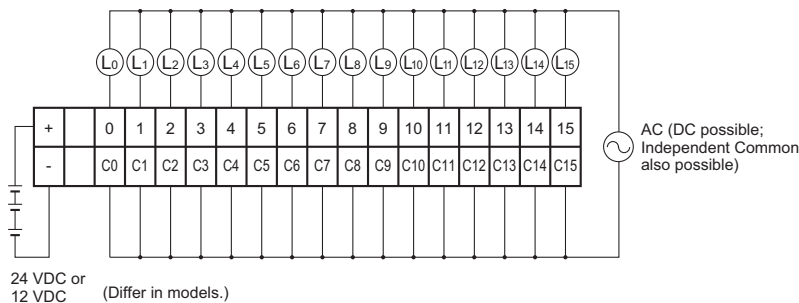 L0 L1 L2 L3 L4 L5 L6 L7 L8 L9 L10 L11 L12 L13 L14 L15
+ 0 1 2 3 4 5 6 7 8 9 10 11 12 13 14 15
- C0 C1 C2 C3 C4 C5 C6 C7 C8 C9 C10 C11 C12 C13 C14 C15
AC (DC possible;
Independent Common
also possible)
24 VDC or
12 VDC (Differ in models.)